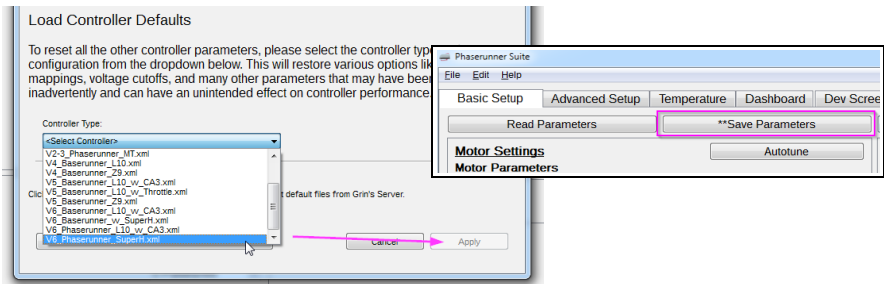 Load Controller Defaults
To reset all the other controller parameters, please select the controller typ
configuration from the dropdown below. This will restore various options lik
mappings, voltage cutoffs, and many other parameters that may have bee
inadvertently and can have an unintended effect on controller performance.
Controller Type:
<Select Controller>
V2-3_Phaserunner_MT.xml
V4_Baserunner_L10.xml
V4_Baserunner_Z9.xml
V5_Baserunner_L10_w_CA3.xml
V5_Baserunner_L10_w_Throttle.xml
V5_Baserunner_Z9.xml
V6_Baserunner_L10_w_CA3.xml
V6_Baserunner_w_SuperH.xml
V6_Phaserunner_L10_w_CA3.xml
V6_Phaserunner_SuperH.xml
Clic
t default files from Grin's Server.
Cancel
Apply
Phaserunner Suite
File Edit Help
Basic Setup Advanced Setup Temperature Dashboard Dev Scree
Read Parameters **Save Parameters
Motor Settings Autotune
Motor Parameters